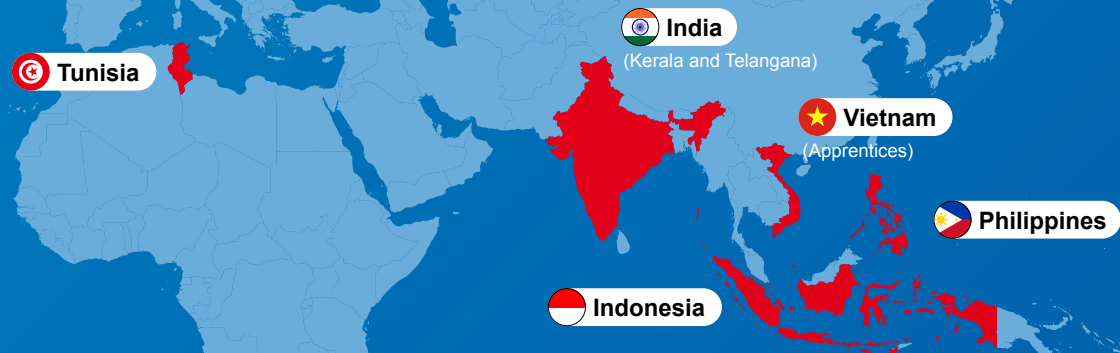 India
(Kerala and Telangana)
Tunisia
Vietnam
(Apprentices)
Philippines
Indonesia